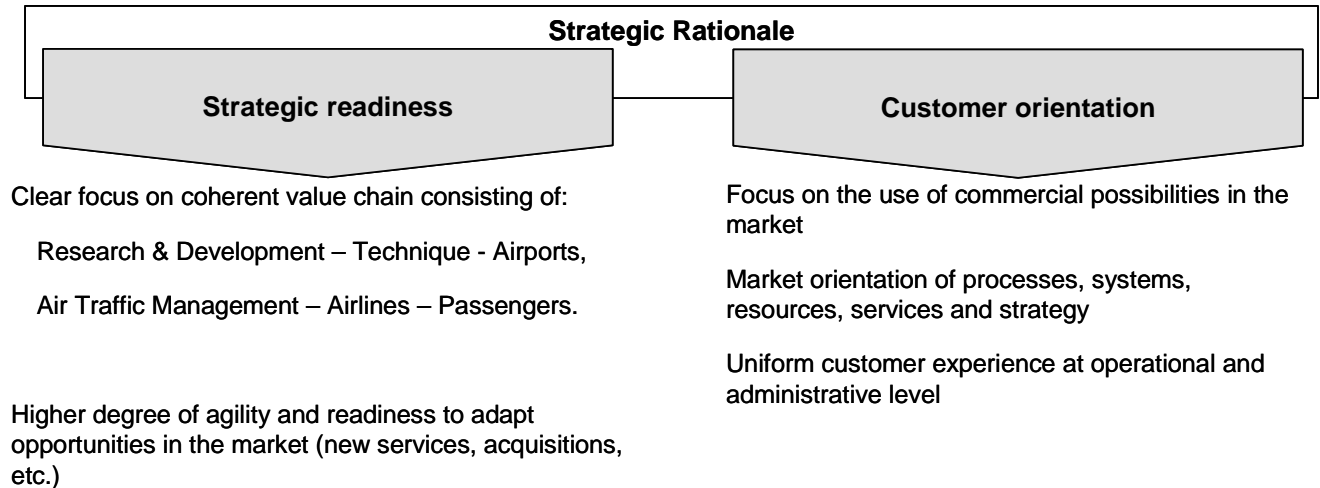 Strategic Rationale
Strategic readiness
Clear focus on coherent value chain consisting of:
Research & Development – Technique - Airports,
Air Traffic Management – Airlines – Passengers.
Higher degree of agility and readiness to adapt
opportunities in the market (new services, acquisitions,
etc.)
Customer orientation
Focus on the use of commercial possibilities in the
market
Market orientation of processes, systems,
resources, services and strategy
Uniform customer experience at operational and
administrative level